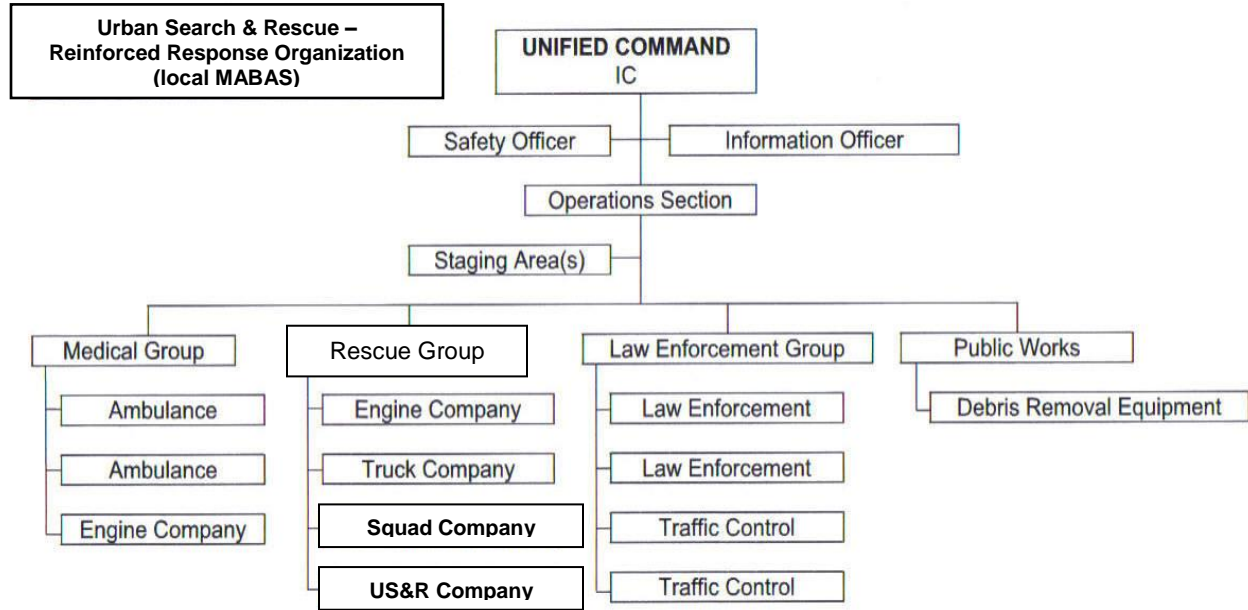 Urban Search & Rescue –
Reinforced Response Organization
(local MABAS)
UNIFIED COMMAND
IC
Safety Officer
Information Officer
Operations Section
Staging Area(s)
Medical Group
Rescue Group
Law Enforcement Group
Public Works
Ambulance
Engine Company
Law Enforcement
Debris Removal Equipment
Ambulance
Truck Company
Law Enforcement
Engine Company
Squad Company
Traffic Control
US&R Company
Traffic Control